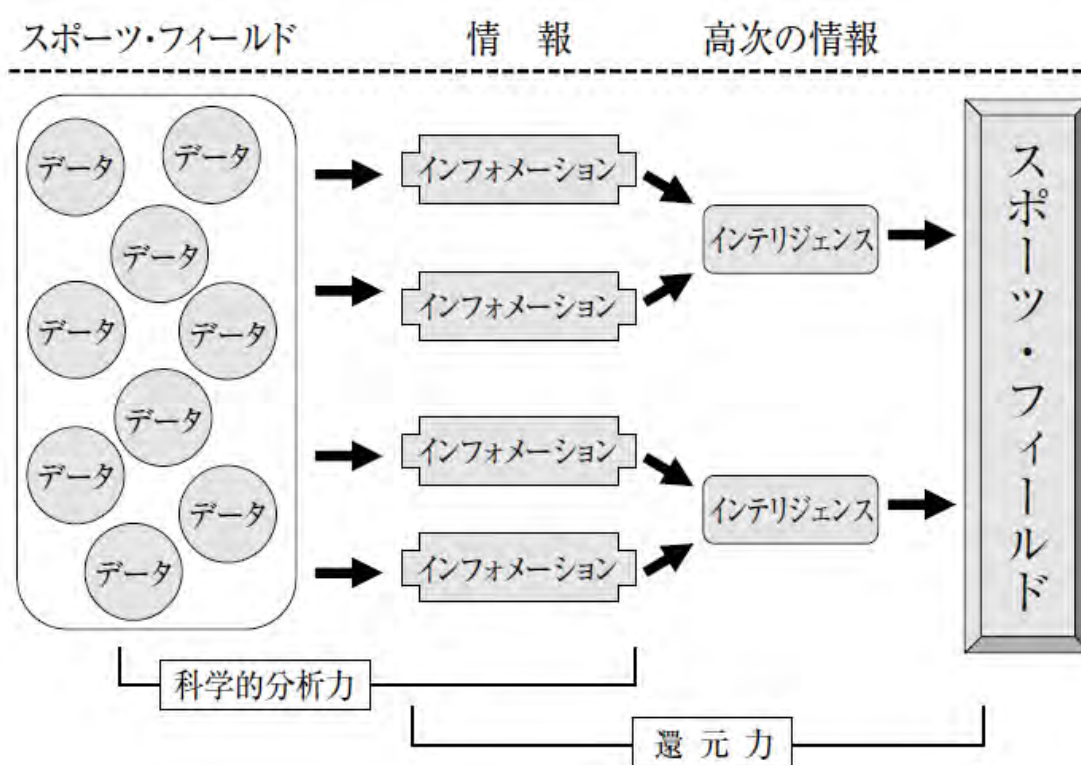 スポーツ・フィールド
情 報
高次の情報
データ
データ
データ
データ
データ
データ
データ
データ
データ
インフォメーション
インフォメーション
インフォメーション
インフォメーション
インテリジェンス
インテリジェンス
スポーツ・フィールド
科学的分析力
還 元 力